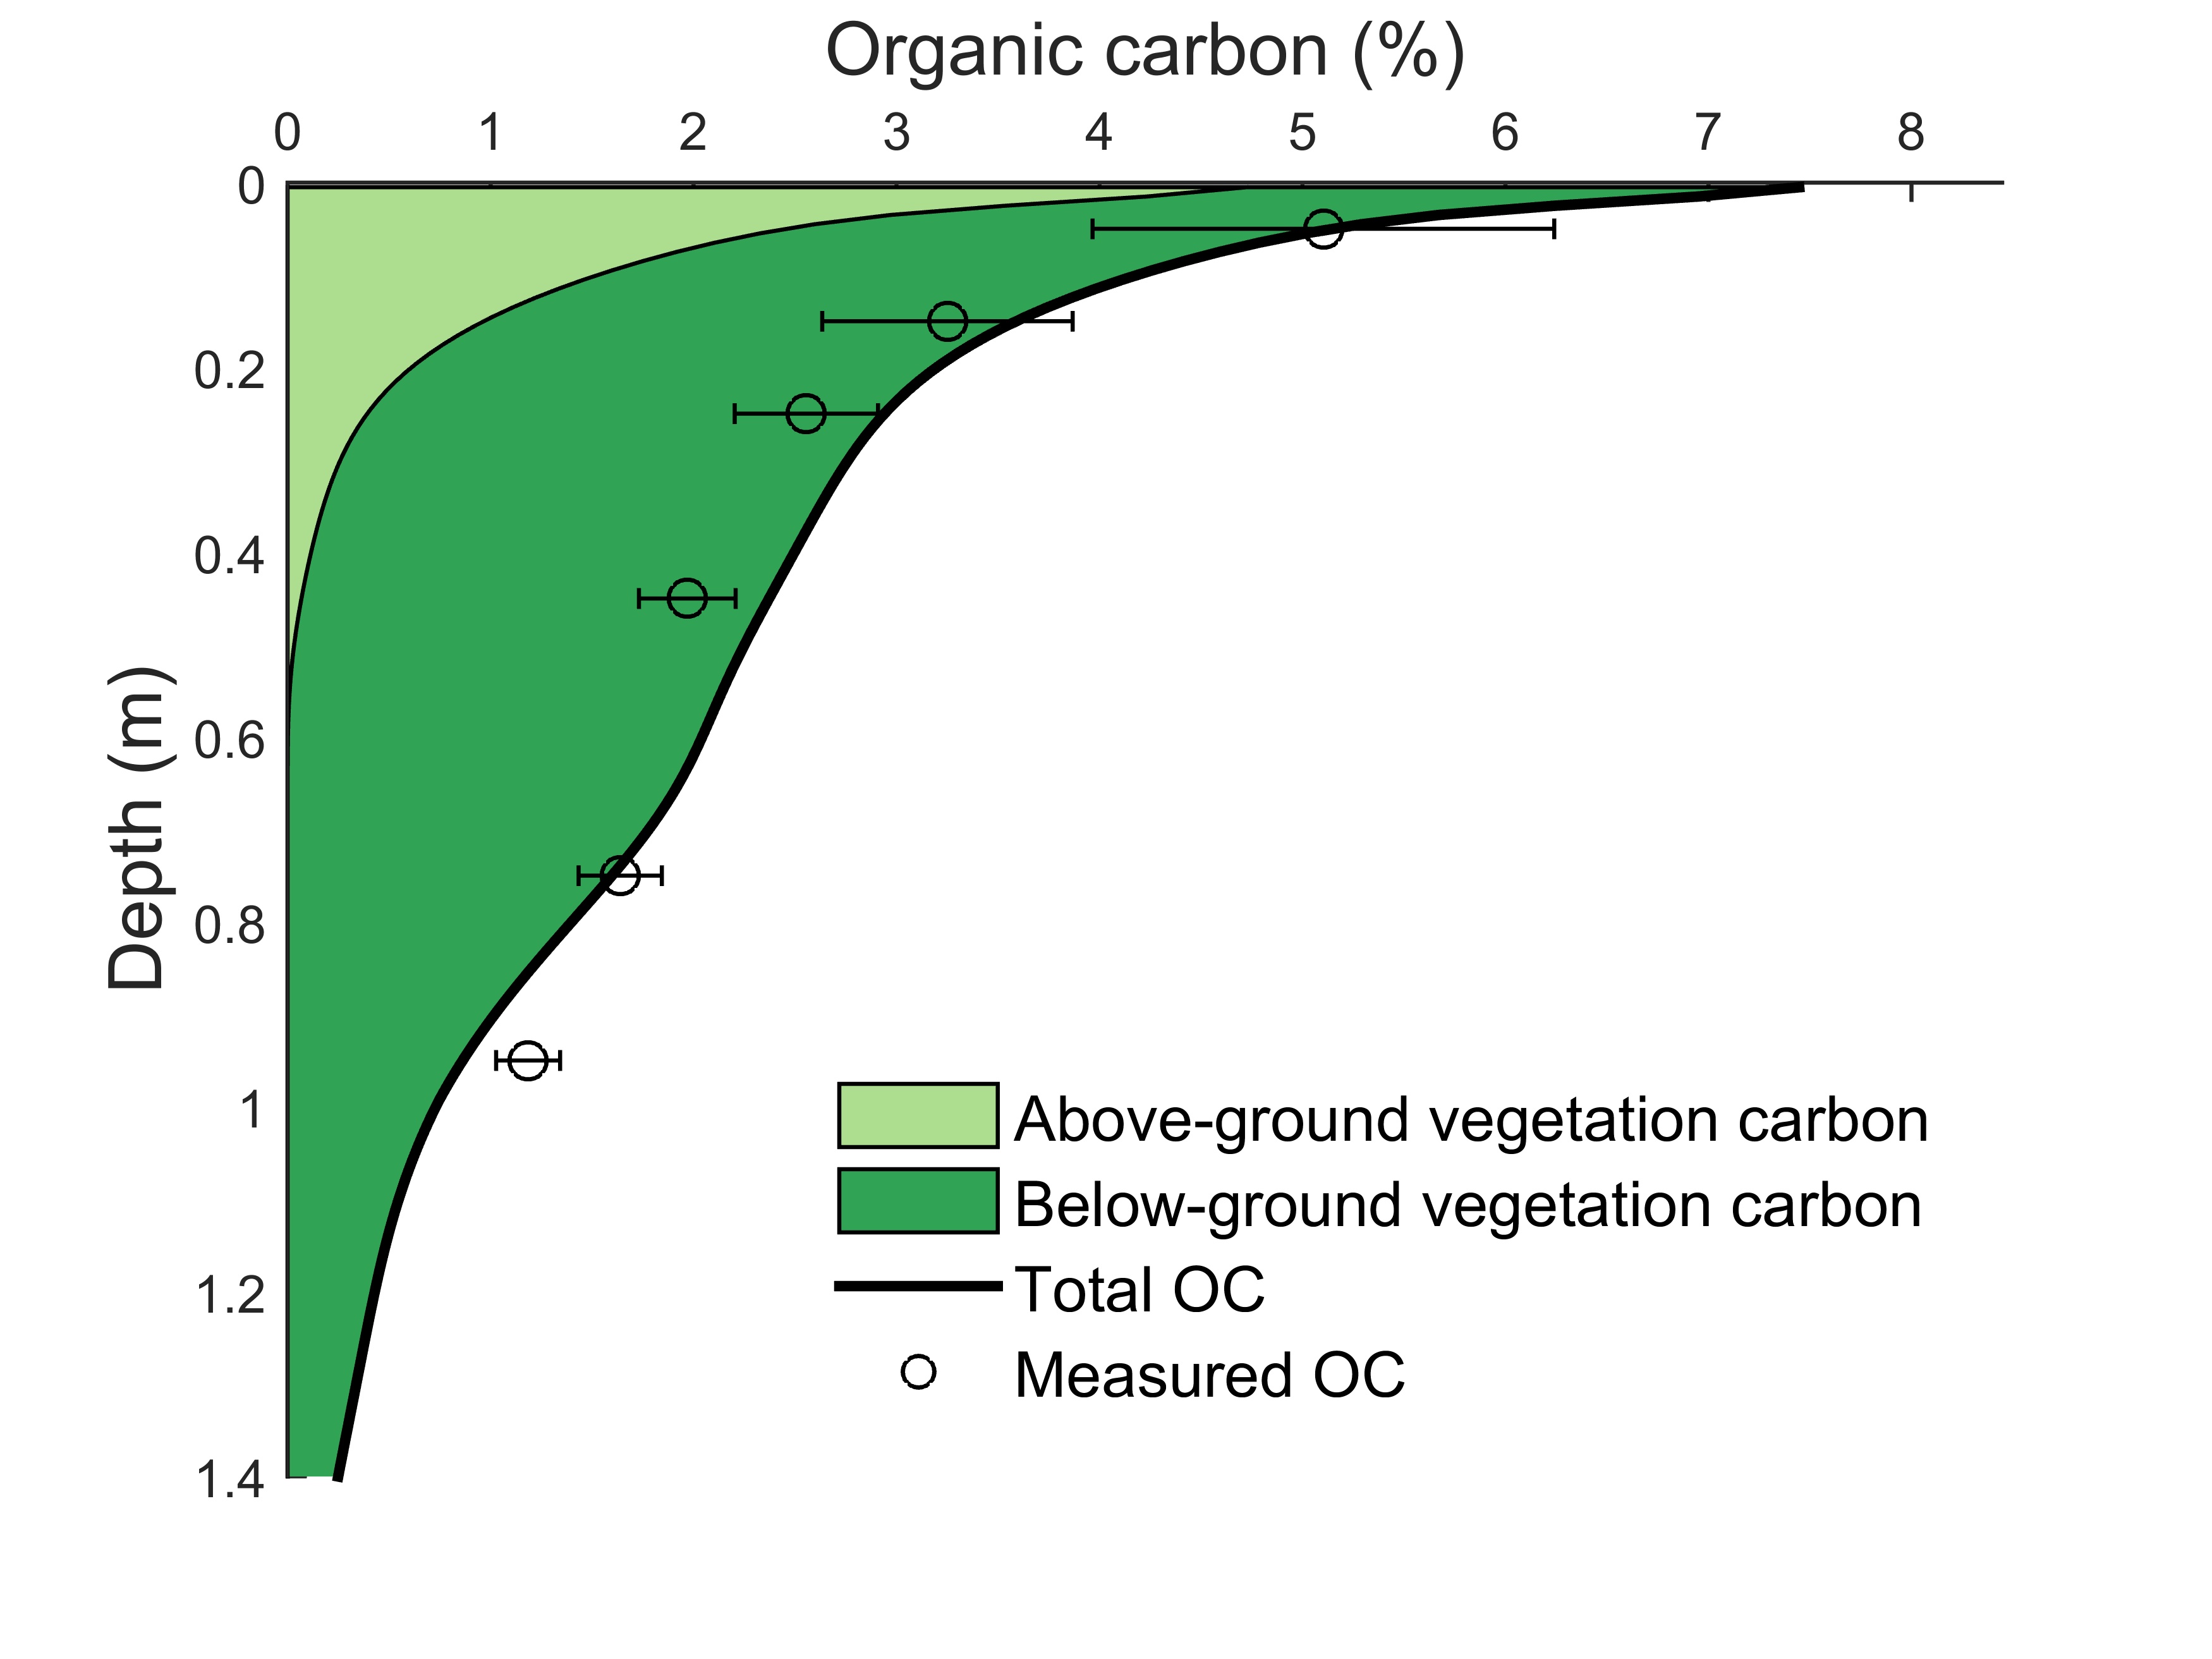 Organic carbon (%)
0 1 2 3 4 5 6 7 8
0
0.2
0.4
0.6
0.8
1
1.2
1.4
Depth (m)
Above-ground vegetation carbon
Below-ground vegetation carbon
Total OC
Measured OC